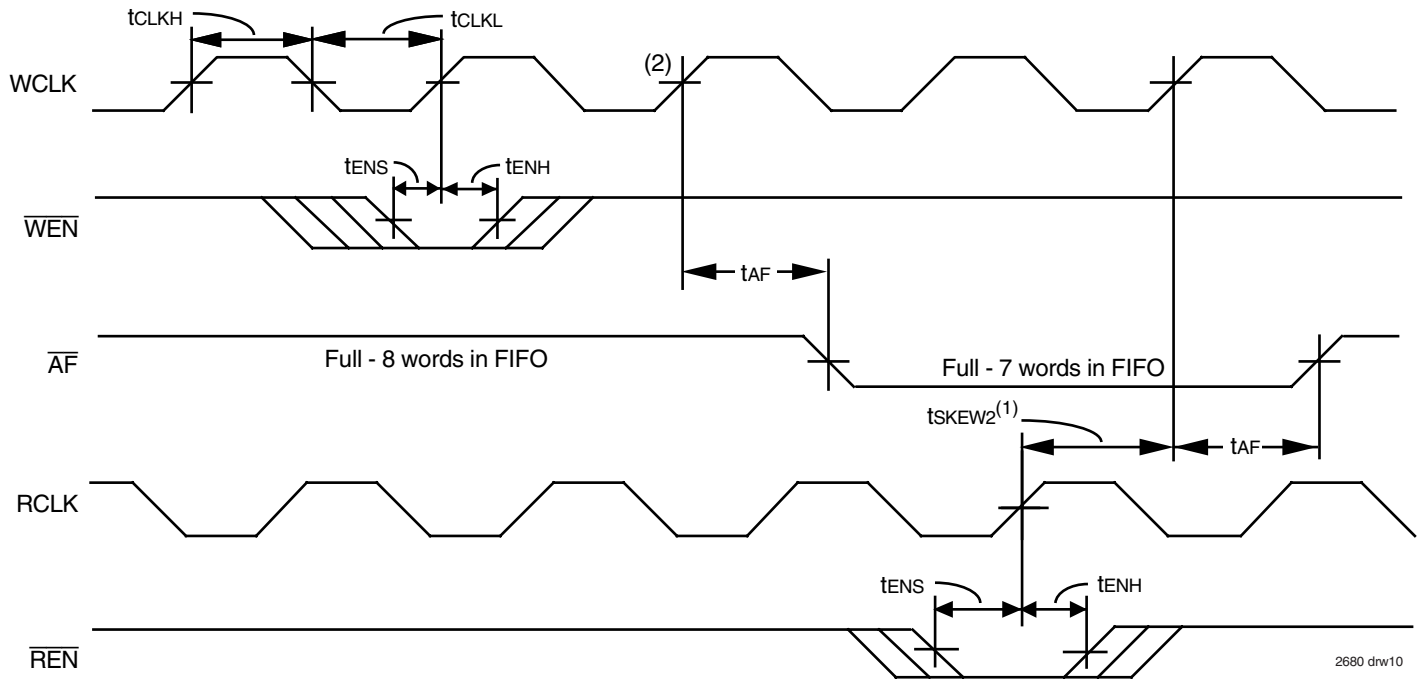 tCLKH
tCLKL
WCLK
(2)
tENS
tENH
WEN
tAF
AF
Full - 8 words in FIFO
Full - 7 words in FIFO
tSKEW2(1)
tAF
RCLK
tENS
tENH
REN
2680 drw10